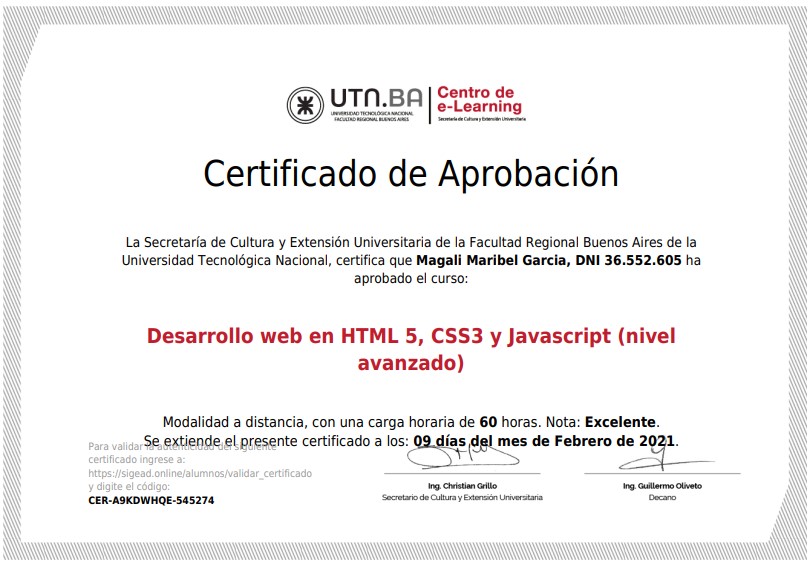 UTN.BA
UNIVERSIDAD TECNOLÓGICA NACIONAL
FACULTAD REGIONAL BUENOS AIRES
Centro de
e-Learning
Secretaría de Cultura y Extensión Universitaria
Certificado de Aprobación
La Secretaría de Cultura y Extensión Universitaria de la Facultad Regional Buenos Aires de la
Universidad Tecnológica Nacional, certifica que Magali Maribel Garcia, DNI 36.552.605 ha
aprobado el curso:
Desarrollo web en HTML 5, CSS3 y Javascript (nivel
avanzado)
Modalidad a distancia, con una carga horaria de 60 horas. Nota: Excelente.
Se extiende el presente certificado a los: 09 días del mes de Febrero de 2021.
Para validar la autenticidad del siguiente
certificado ingrese a:
https://sigead.online/alumnos/validar_certificado
y digite el código:
CER-A9KDWHQE-545274
Ing. Christian Grillo
Secretario de Cultura y Extensión Universitaria
Ing. Guillermo Oliveto
Decano